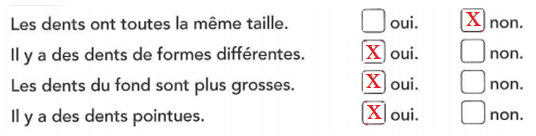 Les dents ont toutes la même taille. oui. X non.
Il y a des dents de formes différentes. X oui. non.
Les dents du fond sont plus grosses. X oui. non.
Il y a des dents pointues. X oui. non.